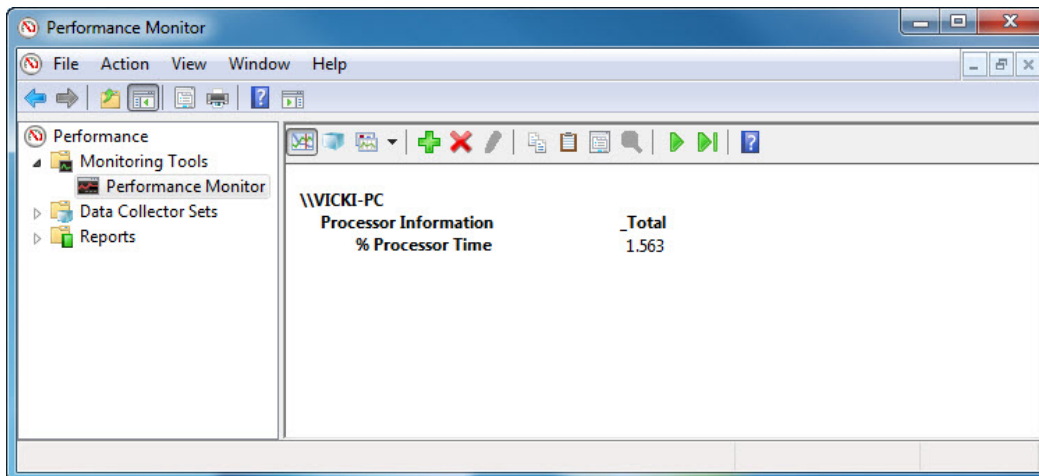 Performance Monitor
File Action View Window Help
Performance
Monitoring Tools
Performance Monitor
Data Collector Sets
Reports
\\VICKI-PC
Processor Information _Total
% Processor Time 1.563